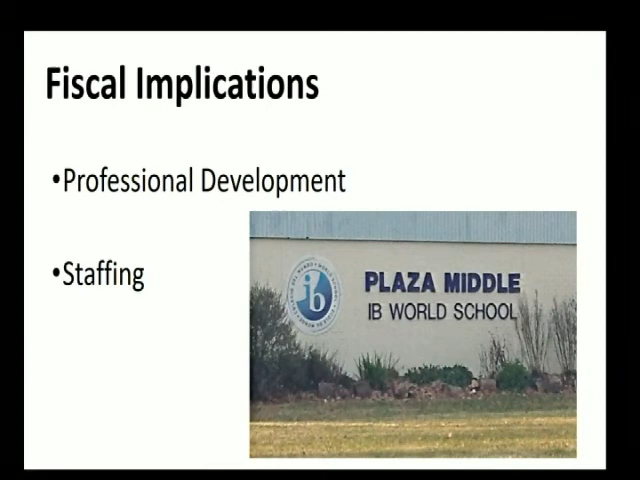 Fiscal Implications
•Professional Development
•Staffing
PLAZA MIDDLE
IB WORLD SCHOOL
ib